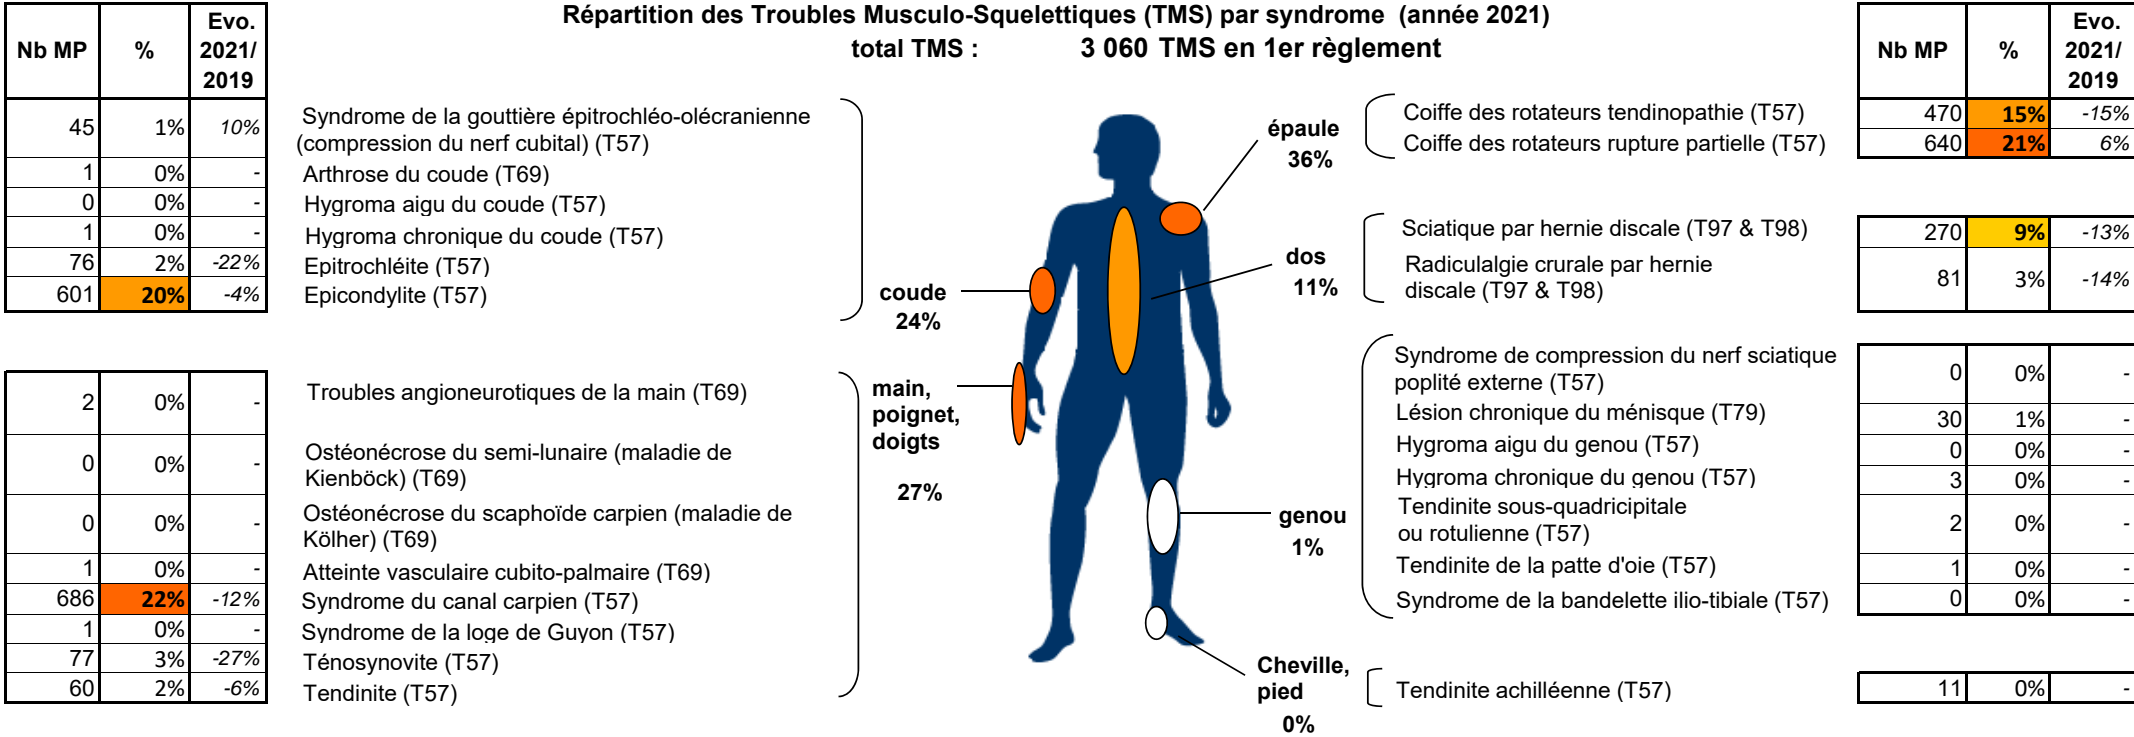 Répartition des Troubles Musculo-Squelettiques (TMS) par syndrome (année 2021)
total TMS : 3 060 TMS en 1er règlement
Nb MP % Evo. 2021/ 2019
45 1% 10% Syndrome de la gouttière épitrochléo-olécranienne
(compression du nerf cubital) (T57)
1 0% - Arthrose du coude (T69)
0 0% - Hygroma aigu du coude (T57)
1 0% - Hygroma chronique du coude (T57)
76 2% -22% Epitrochléite (T57)
601 20% -4% Epicondylite (T57)
coude
24%
2 0% - Troubles angioneurotiques de la main (T69)
0 0% - Ostéonécrose du semi-lunaire (maladie de
Kienböck) (T69)
0 0% - Ostéonécrose du scaphoïde carpien (maladie de
Kölher) (T69)
1 0% - Atteinte vasculaire cubito-palmaire (T69)
686 22% -12% Syndrome du canal carpien (T57)
1 0% - Syndrome de la loge de Guyon (T57)
77 3% -27% Ténosynovite (T57)
60 2% -6% Tendinite (T57)
main,
poignet,
doigts
27%
Nb MP % Evo. 2021/ 2019
épaule
36%
Coiffe des rotateurs tendinopathie (T57) 470 15% -15%
Coiffe des rotateurs rupture partielle (T57) 640 21% 6%
dos
11%
Sciatique par hernie discale (T97 & T98) 270 9% -13%
Radiculalgie crurale par hernie
discale (T97 & T98) 81 3% -14%
genou
1%
Syndrome de compression du nerf sciatique
poplité externe (T57) 0 0% -
Lésion chronique du ménisque (T79) 30 1% -
Hygroma aigu du genou (T57) 0 0% -
Hygroma chronique du genou (T57) 3 0% -
Tendinite sous-quadricipitale
ou rotulienne (T57) 2 0% -
Tendinite de la patte d'oie (T57) 1 0% -
Syndrome de la bandelette ilio-tibiale (T57) 0 0% -
Cheville,
pied
0%
Tendinite achilléenne (T57) 11 0% -